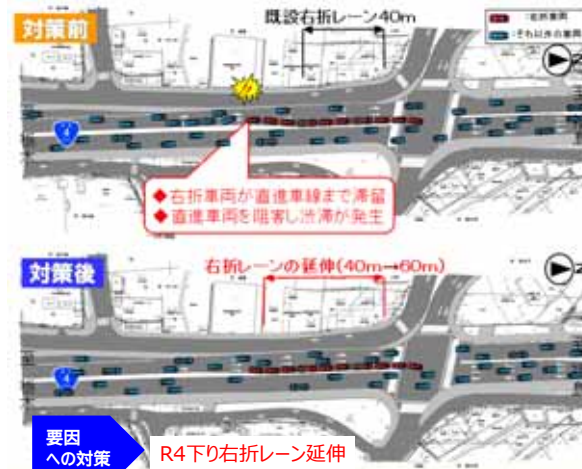 対策前
既設右折レーン40m
:右折車両
:それ以外の車両
4
◆右折車両が直進車線まで滞留
◆直進車両を阻害し渋滞が発生
対策後
右折レーンの延伸(40m→60m)
4
要因
への対策
R4下り右折レーン延伸